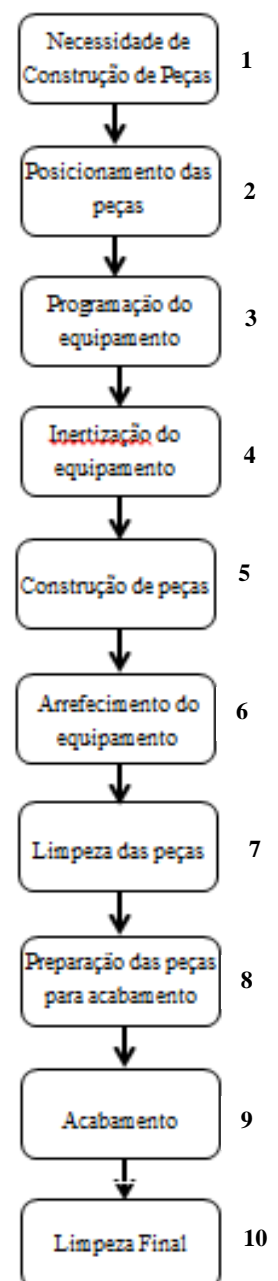 Necessidade de
Construção de Peças
1
Posicionamento das
peças
2
Programação do
equipamento
3
Inertização do
equipamento
4
Construção de peças
5
Arrefecimento do
equipamento
6
Limpeza das peças
7
Preparação das peças
para acabamento
8
Acabamento
9
Limpeza Final
10